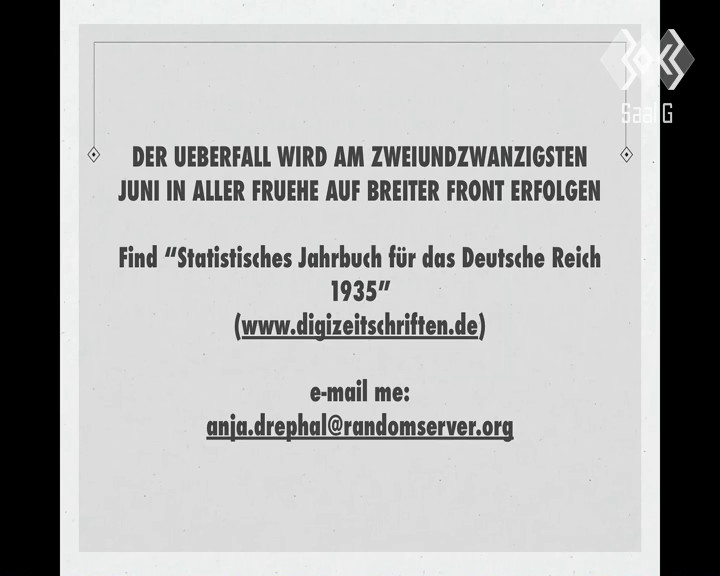 Saal G
DER UEBERFALL WIRD AM ZWEIUNDZWANZIGSTEN
JUNI IN ALLER FRUEHE AUF BREITER FRONT ERFOLGEN
Find “Statistisches Jahrbuch für das Deutsche Reich
1935”
(www.digizeitschriften.de)
e-mail me:
anja.drephal@randomserver.org